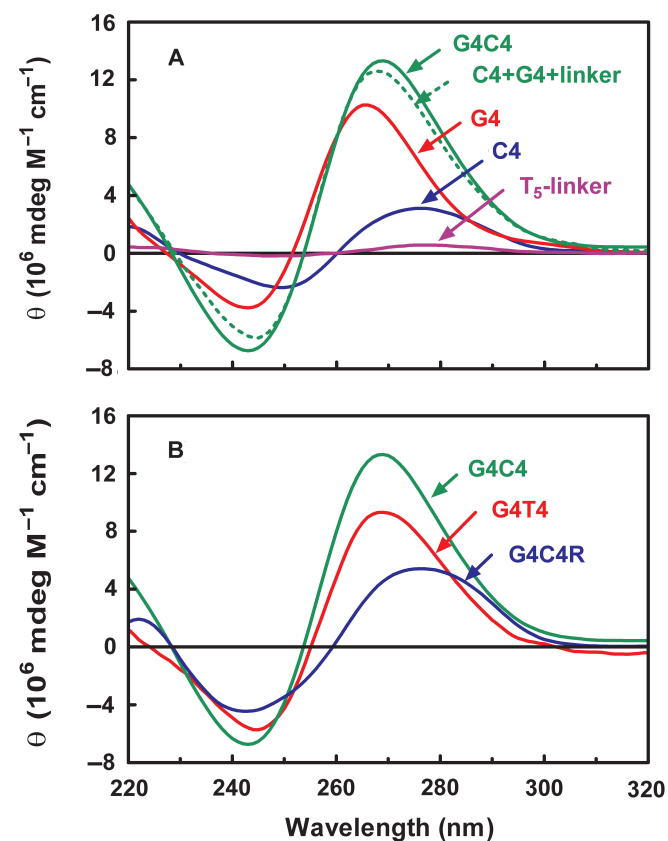 A
G4C4
C4+G4+linker
G4
C4
T₅-linker
16
12
8
4
0
−4
−8
θ (10⁶ mdeg M⁻¹ cm⁻¹)
B
G4C4
G4T4
G4C4R
16
12
8
4
0
−4
−8
θ (10⁶ mdeg M⁻¹ cm⁻¹)
220 240 260 280 300 320
Wavelength (nm)